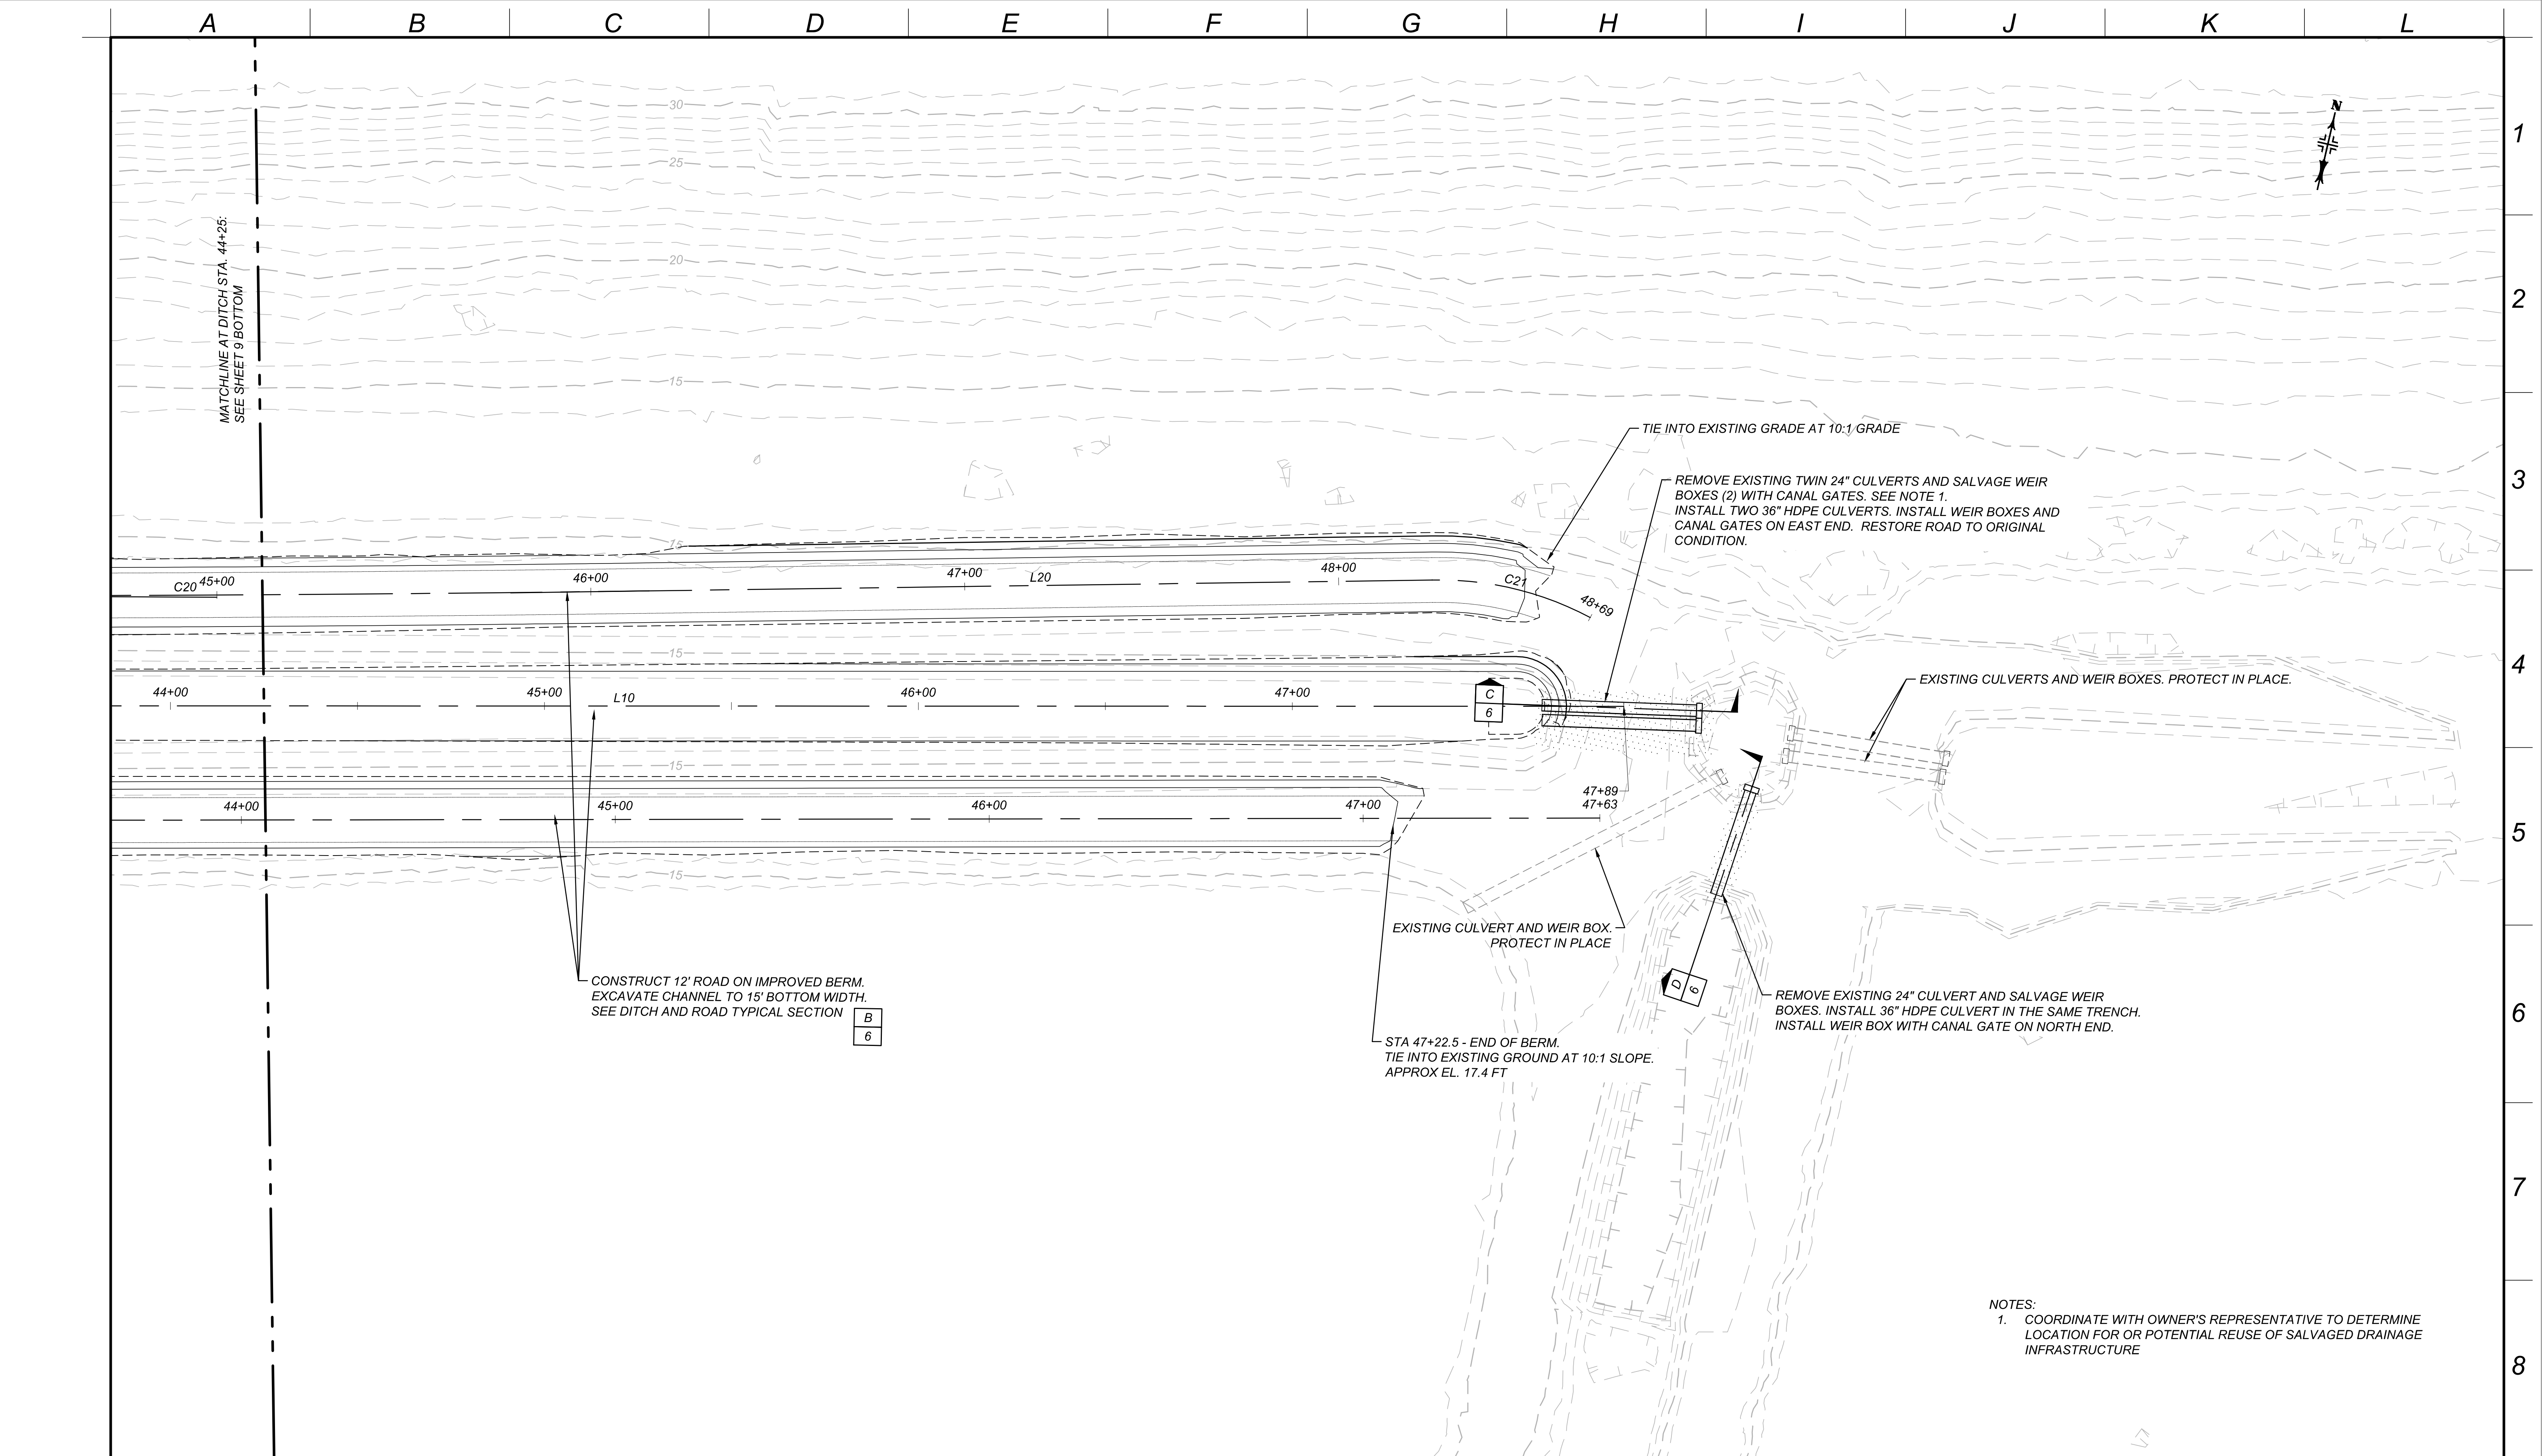 A B C D E F G H I J K L
N
1
30
25
MATCHLINE AT DITCH STA. 44+25:
SEE SHEET 9 BOTTOM
20
2
15
TIE INTO EXISTING GRADE AT 10:1 GRADE
3
REMOVE EXISTING TWIN 24" CULVERTS AND SALVAGE WEIR
BOXES (2) WITH CANAL GATES. SEE NOTE 1.
INSTALL TWO 36" HDPE CULVERTS. INSTALL WEIR BOXES AND
CANAL GATES ON EAST END. RESTORE ROAD TO ORIGINAL
CONDITION.
15
C20 45+00 46+00 47+00 L20 48+00 C21
48+69
15
4
EXISTING CULVERTS AND WEIR BOXES. PROTECT IN PLACE.
44+00 45+00 L10 46+00 47+00
C
6
15
47+89
47+63
44+00 45+00 46+00 47+00
5
15
EXISTING CULVERT AND WEIR BOX.
PROTECT IN PLACE
CONSTRUCT 12' ROAD ON IMPROVED BERM.
EXCAVATE CHANNEL TO 15' BOTTOM WIDTH.
SEE DITCH AND ROAD TYPICAL SECTION
B
6
D
6
REMOVE EXISTING 24" CULVERT AND SALVAGE WEIR
BOXES. INSTALL 36" HDPE CULVERT IN THE SAME TRENCH.
INSTALL WEIR BOX WITH CANAL GATE ON NORTH END.
6
STA 47+22.5 - END OF BERM.
TIE INTO EXISTING GROUND AT 10:1 SLOPE.
APPROX EL. 17.4 FT
7
NOTES:
1. COORDINATE WITH OWNER'S REPRESENTATIVE TO DETERMINE
LOCATION FOR OR POTENTIAL REUSE OF SALVAGED DRAINAGE
INFRASTRUCTURE
8